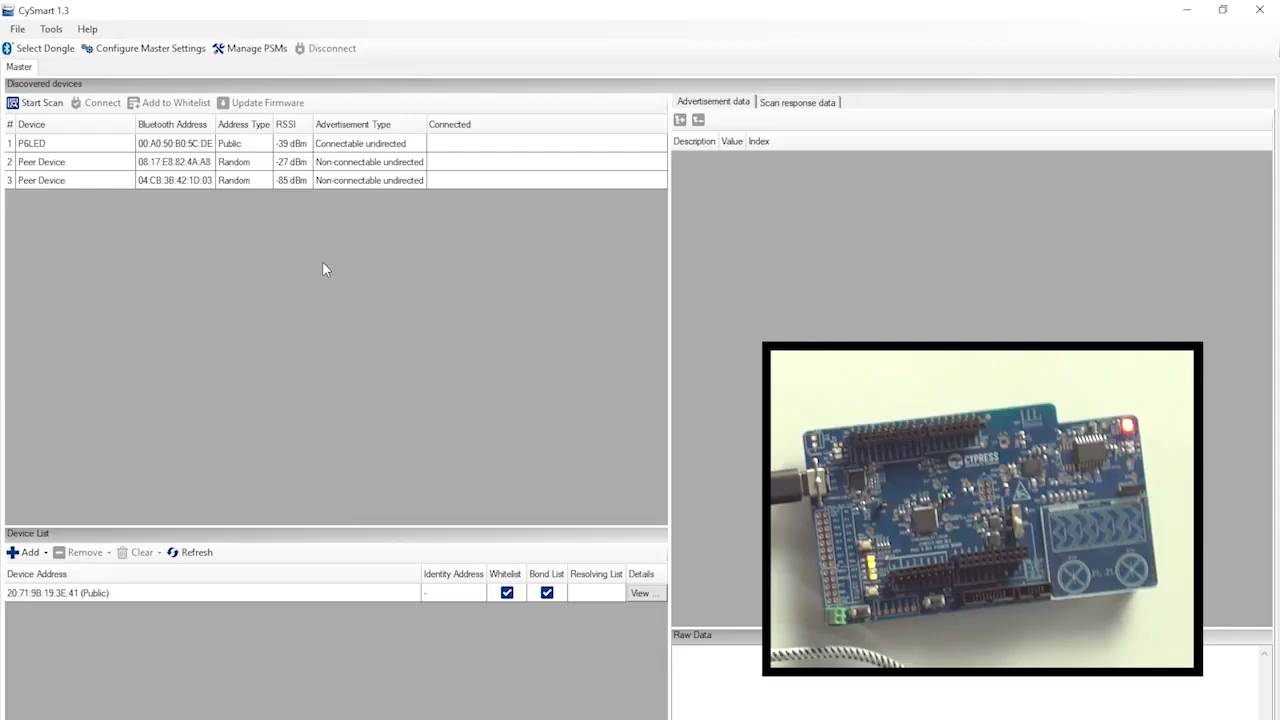 CySmart 1.3
File Tools Help
Select Dongle Configure Master Settings Manage PSMs Disconnect
Master
Discovered devices
Start Scan Connect Add to Whitelist Update Firmware
# Device Bluetooth Address Address Type RSSI Advertisement Type Connected
1 P6LED 00:A0:50:B0:5C:DE Public -39 dBm Connectable undirected
2 Peer Device 08:17:E8:82:4A:A8 Random -27 dBm Non-connectable undirected
3 Peer Device 04:CB:3B:42:1D:03 Random -85 dBm Non-connectable undirected
Advertisement data Scan response data
Description Value Index
CYPRESS
Device List
Add Remove Clear Refresh
Device Address Identity Address Whitelist Bond List Resolving List Details
20:71:9B:19:3E:41 (Public) - View ...
Raw Data